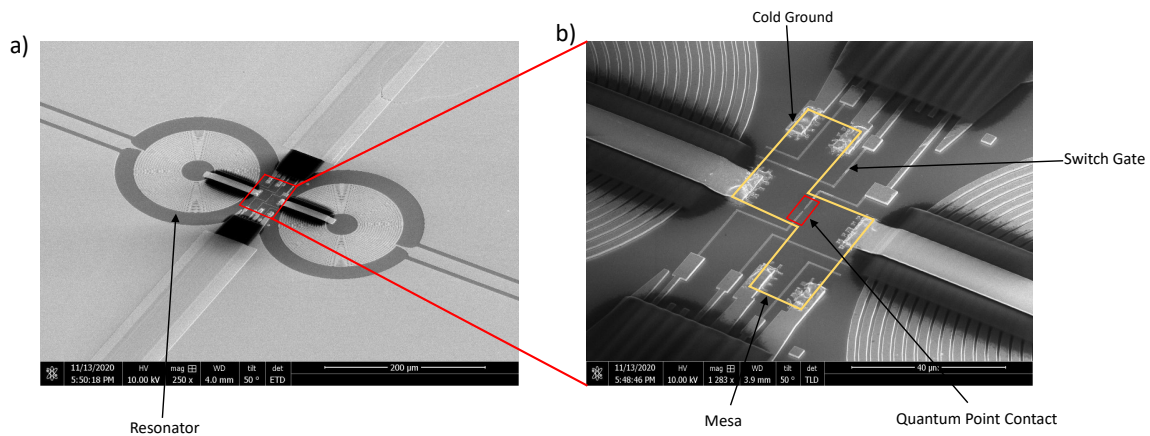 a)
b)
Cold Ground
Switch Gate
11/13/2020 HV mag WD tilt det 200 µm
5:50:18 PM 10.00 kV 250 x 4.0 mm 50 ° ETD
11/13/2020 HV mag WD tilt det 40 µm
5:48:46 PM 10.00 kV 1 283 x 3.9 mm 50 ° TLD
Resonator
Mesa
Quantum Point Contact